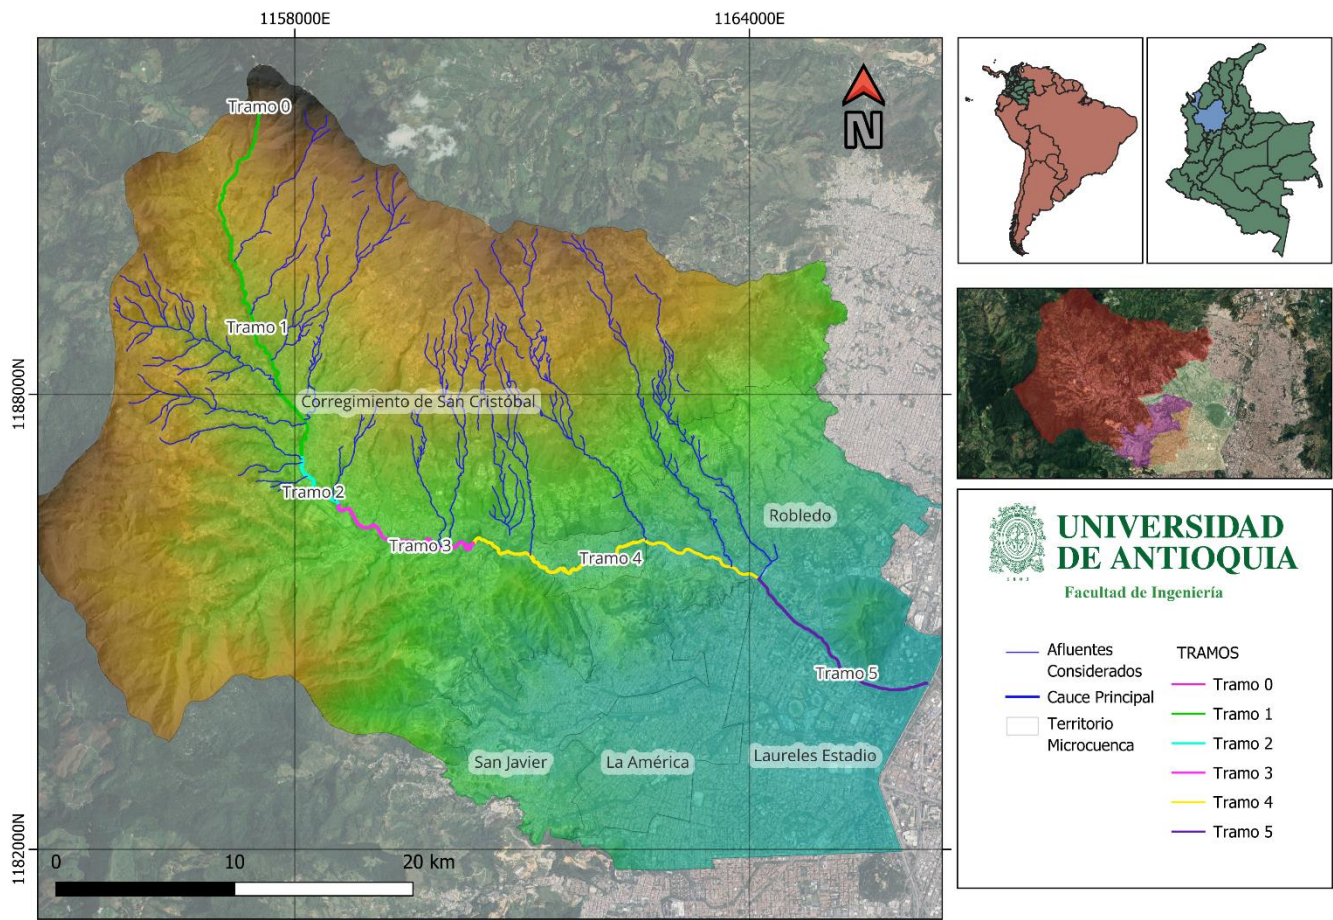 1158000E
1164000E
1188000N
1182000N
Tramo 0
Tramo 1
Corregimiento de San Cristóbal
Tramo 2
Tramo 3
Tramo 4
Robledo
Tramo 5
San Javier
La América
Laureles Estadio
0
10
20 km
N
1803
UNIVERSIDAD
DE ANTIOQUIA
Facultad de Ingeniería
Afluentes
Considerados
Cauce Principal
Territorio
Microcuenca
TRAMOS
Tramo 0
Tramo 1
Tramo 2
Tramo 3
Tramo 4
Tramo 5